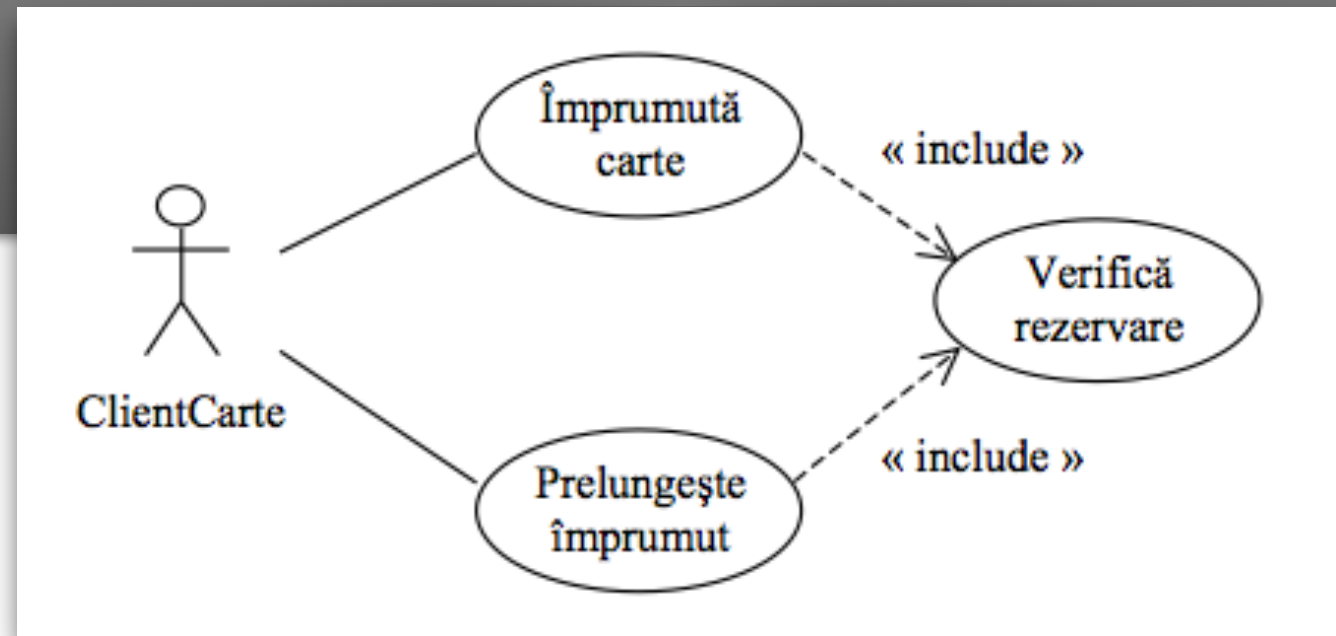 Împrumută
carte
« include »
Verifică
rezervare
ClientCarte
Prelungeşte
împrumut
« include »